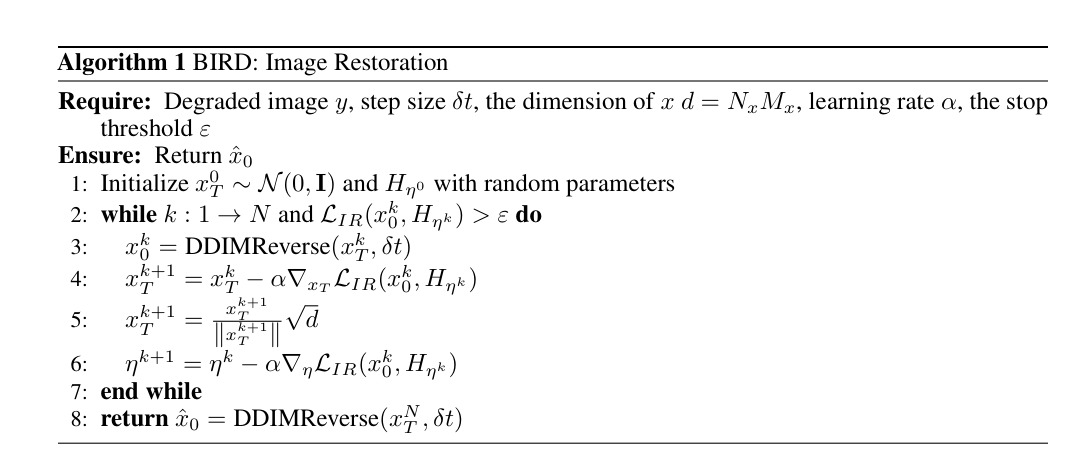 Algorithm 1 BIRD: Image Restoration
Require: Degraded image $y$, step size $\delta t$, the dimension of $x$ $d = N_x M_x$, learning rate $\alpha$, the stop
threshold $\varepsilon$
Ensure: Return $\hat{x}_0$
1: Initialize $x_T^0 \sim \mathcal{N}(0, \mathbf{I})$ and $H_{\eta^0}$ with random parameters
2: while $k : 1 \rightarrow N$ and $\mathcal{L}_{IR}(x_0^k, H_{\eta^k}) > \varepsilon$ do
3: $x_0^k = \text{DDIMReverse}(x_T^k, \delta t)$
4: $x_T^{k+1} = x_T^k - \alpha \nabla_{x_T} \mathcal{L}_{IR}(x_0^k, H_{\eta^k})$
5: $x_T^{k+1} = \frac{x_T^{k+1}}{\left\| x_T^{k+1} \right\|} \sqrt{d}$
6: $\eta^{k+1} = \eta^k - \alpha \nabla_{\eta} \mathcal{L}_{IR}(x_0^k, H_{\eta^k})$
7: end while
8: return $\hat{x}_0 = \text{DDIMReverse}(x_T^N, \delta t)$